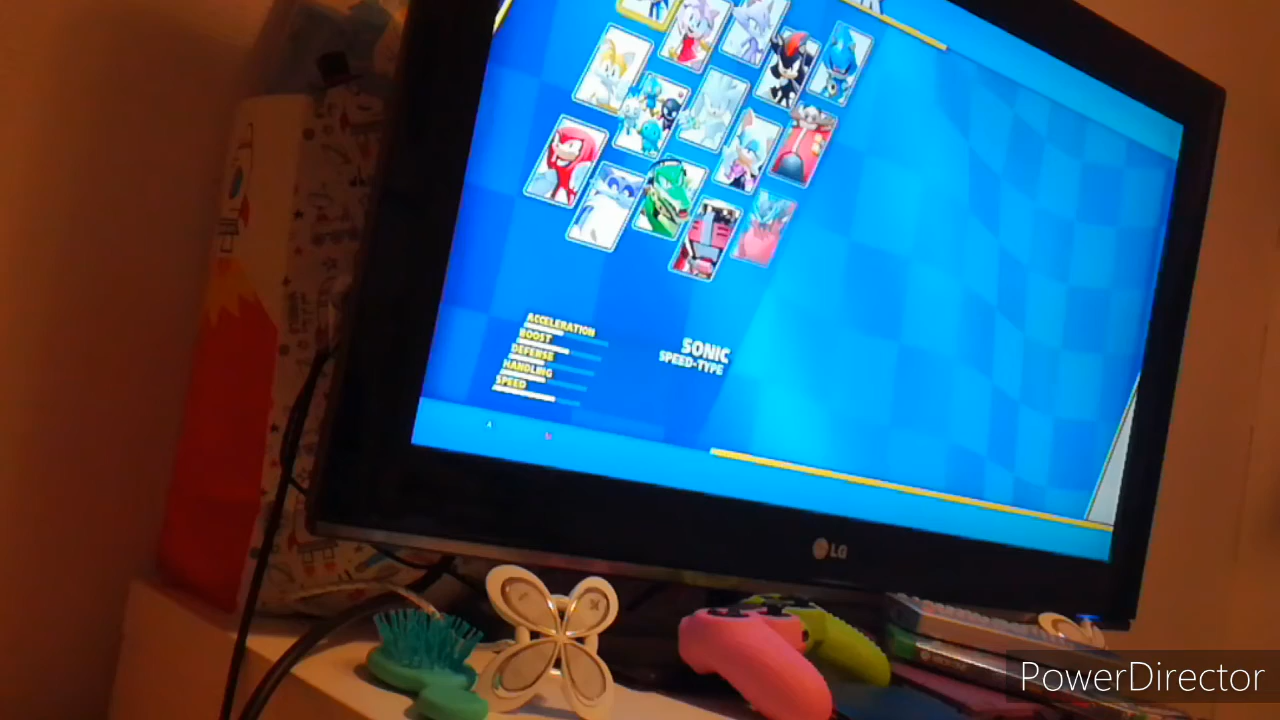 ACCELERATION
BOOST
DEFENSE
HANDLING
SPEED
SONIC
SPEED-TYPE
A
LG
PowerDirector